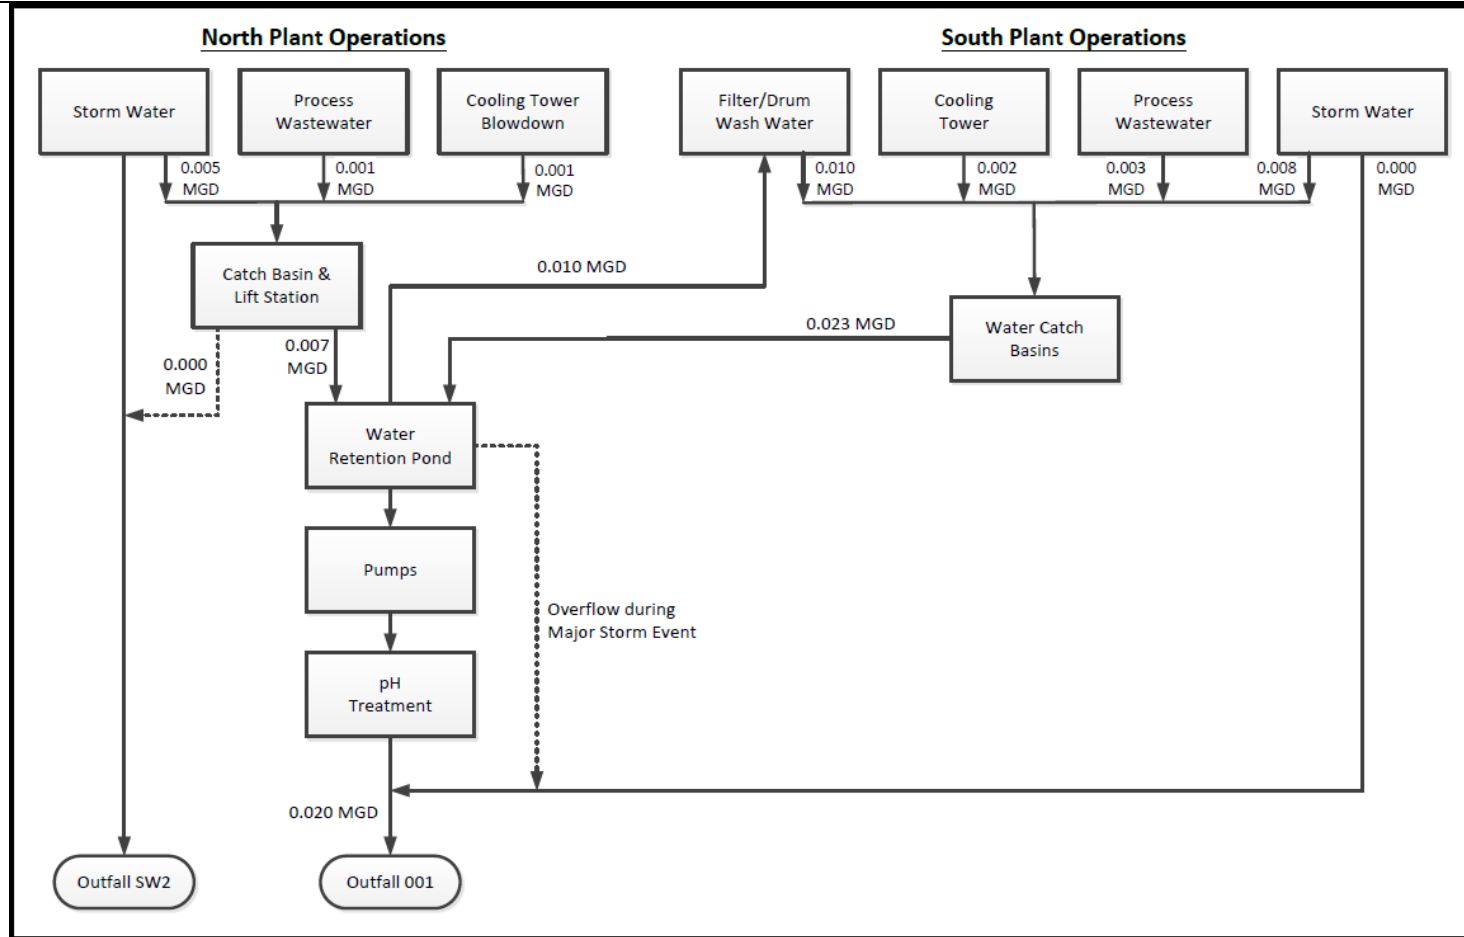 North Plant Operations
South Plant Operations
Storm Water
Process
Wastewater
Cooling Tower
Blowdown
Filter/Drum
Wash Water
Cooling
Tower
Process
Wastewater
Storm Water
0.005
MGD
0.001
MGD
0.001
MGD
0.010
MGD
0.002
MGD
0.003
MGD
0.008
MGD
0.000
MGD
Catch Basin &
Lift Station
0.010 MGD
0.023 MGD
Water Catch
Basins
0.000
MGD
0.007
MGD
Water
Retention Pond
Pumps
Overflow during
Major Storm Event
pH
Treatment
0.020 MGD
Outfall SW2
Outfall 001